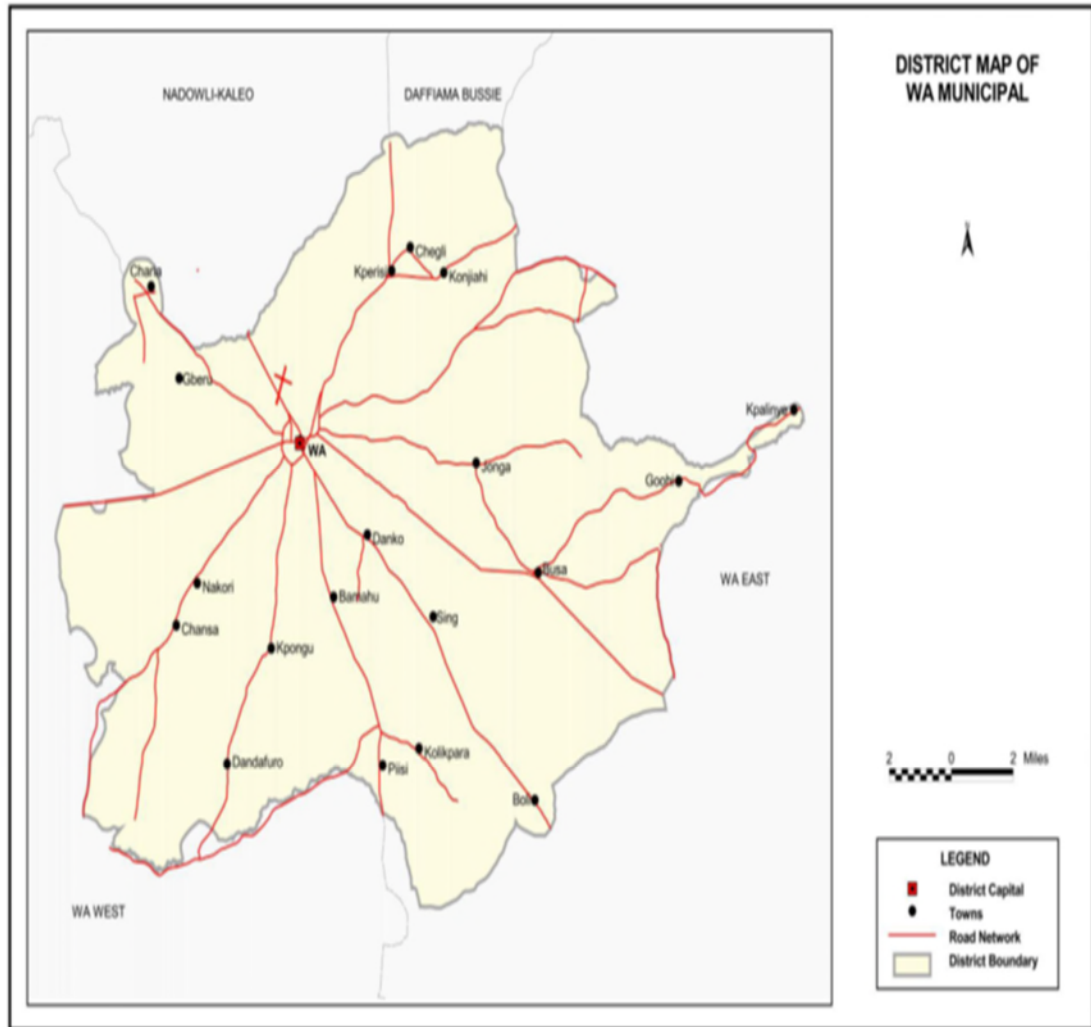 DISTRICT MAP OF
WA MUNICIPAL
NADOWLI-KALEO
DAFFIAMA BUSSIE
Chegli
Kperisi
Konjiahi
Charia
Gberu
Kpalinye
WA
Jonga
Goohi
Danko
Busa
WA EAST
Nakori
Bamahu
Sing
Chansa
Kpongu
Kolikpara
Dandafuro
Piisi
Boli
WA WEST
2 0 2 Miles
LEGEND
District Capital
Towns
Road Network
District Boundary